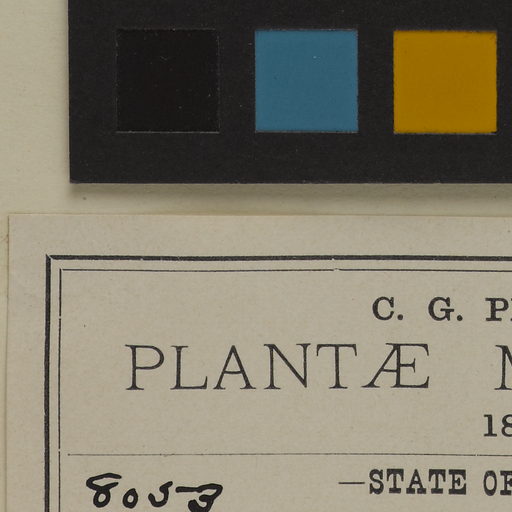 C. G. P
PLANTÆ
18
8053
—STATE OF